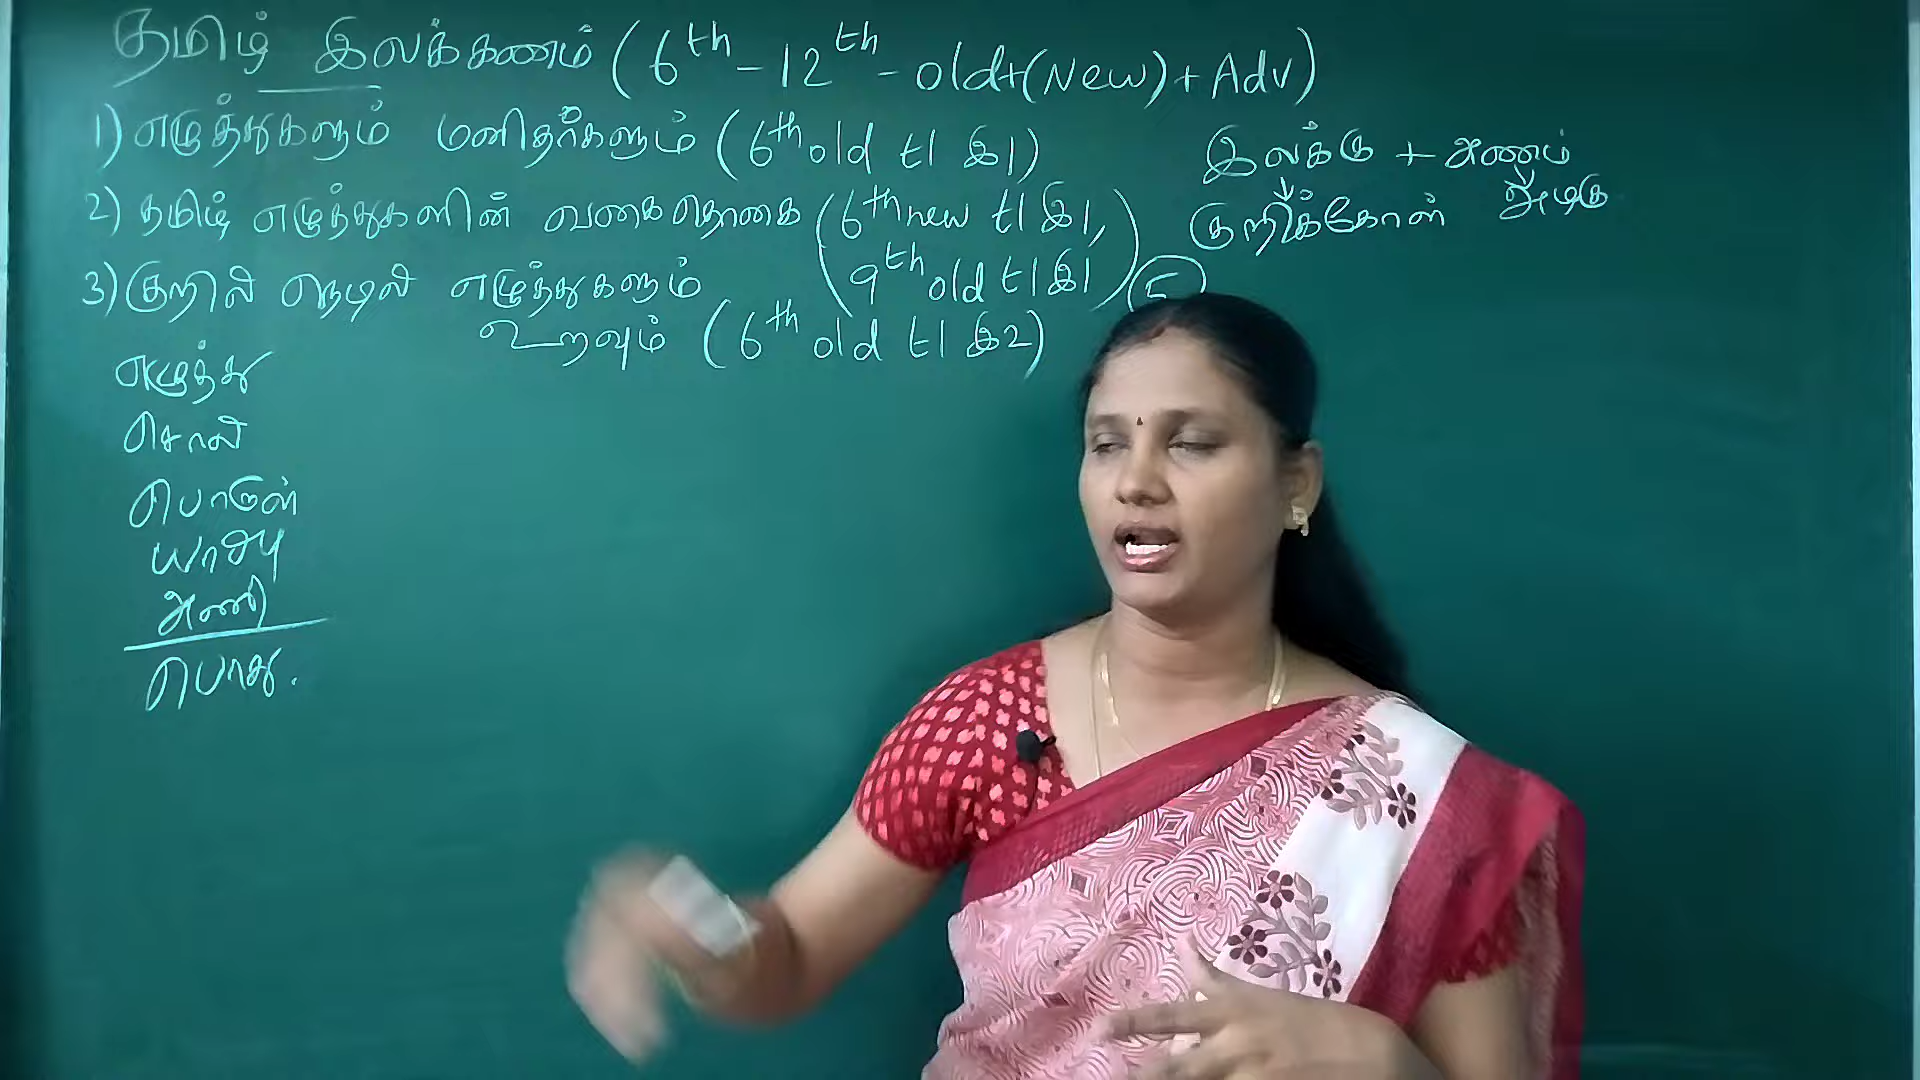 தமிழ் இலக்கணம் (6th - 12th - old+(New)+Adv)
1) எழுத்துகளும் மனிதர்களும் (6th old t1 இ1)
2) தமிழ் எழுத்துகளின் வகைதொகை (6th new t1 இ1,
9th old t1 இ1)
3) குறில் நெடில் எழுத்துகளும்
உறவும் (6th old t1 இ2)
எழுத்து
சொல்
பொருள்
யாப்பு
அணி
பொது.
இலக்கு + அணம்
குறிக்கோள் அழகு